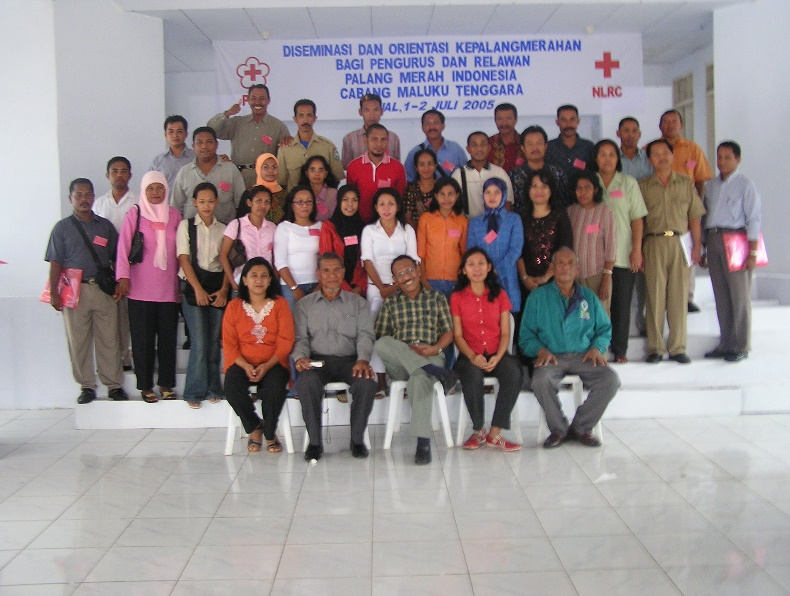 DISEMINASI DAN ORIENTASI KEPALANGMERAHAN
BAGI PENGURUS DAN RELAWAN
PALANG MERAH INDONESIA
CABANG MALUKU TENGGARA
1-2 JULI 2005
NLRC